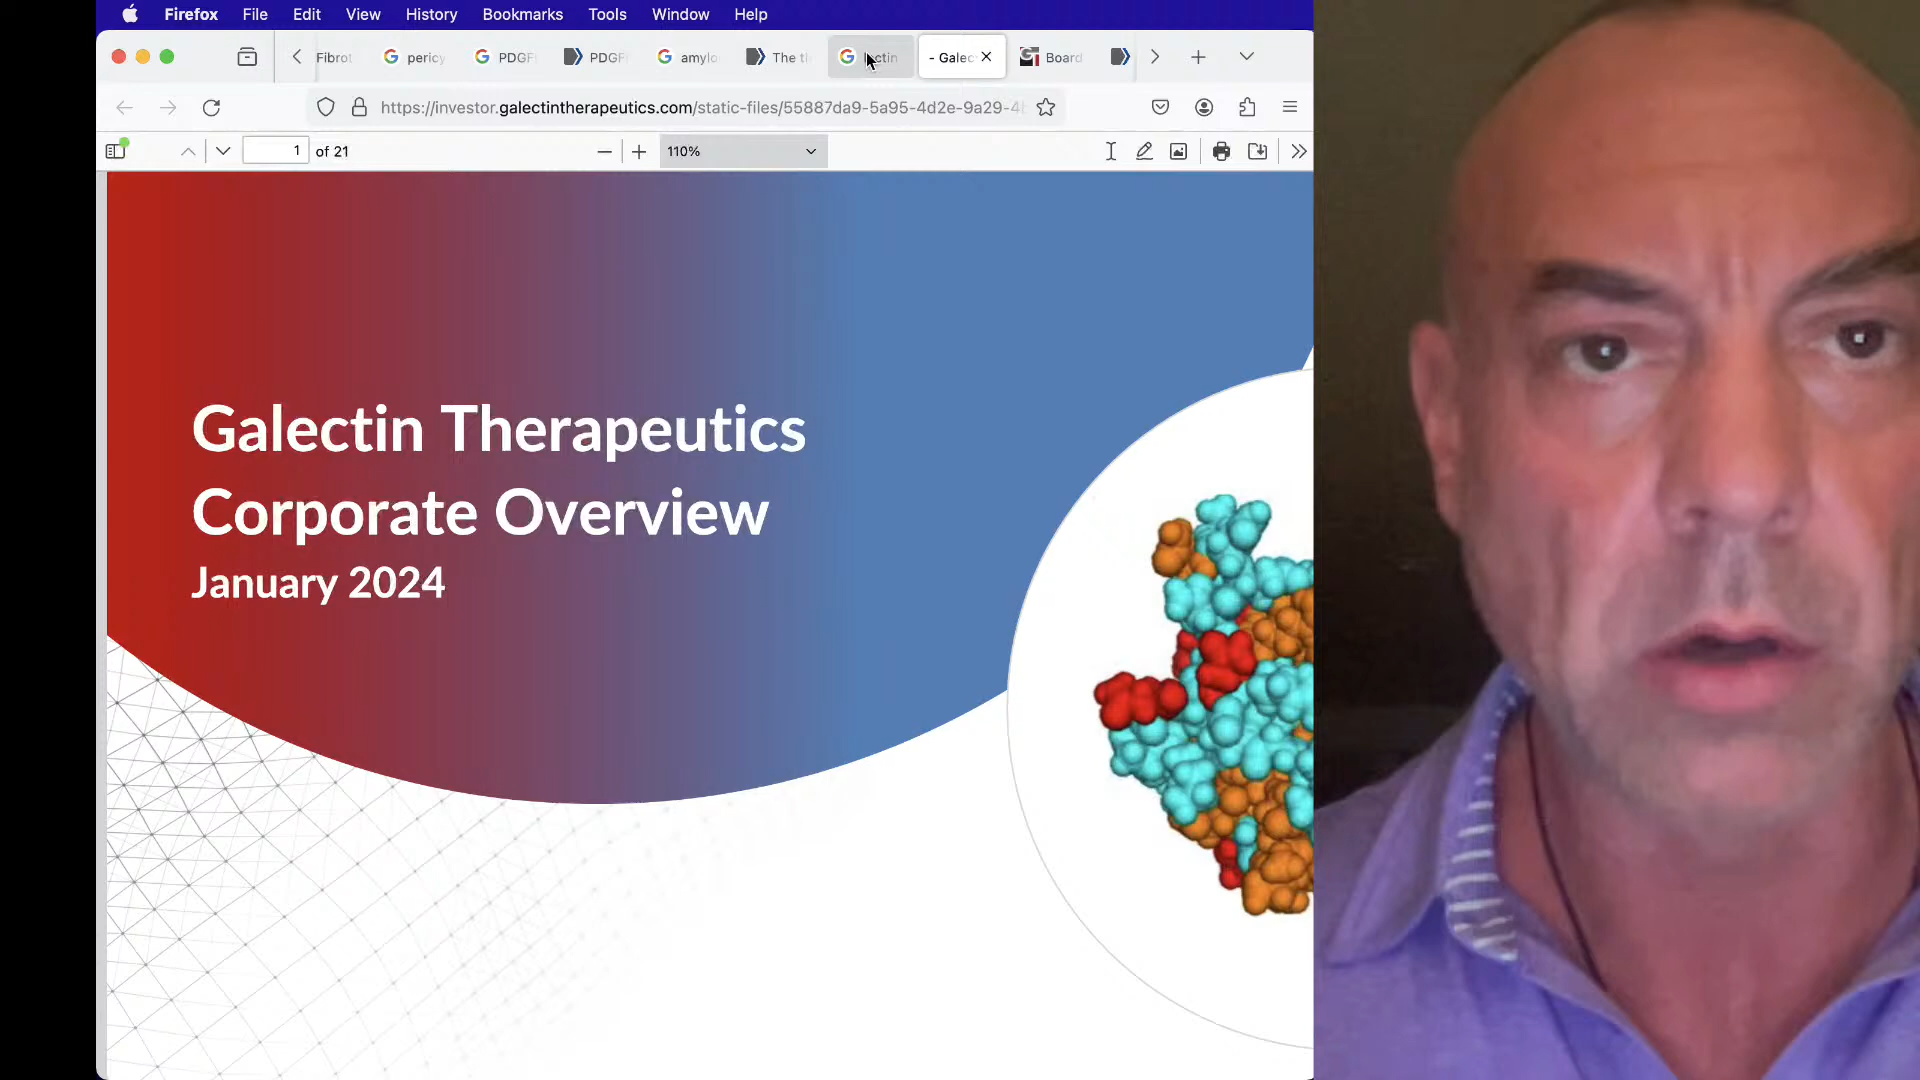 Firefox File Edit View History Bookmarks Tools Window Help
Fibrot pericy PDGF PDGF amylo The tl lectin - Galec Board
https://investor.galectintherapeutics.com/static-files/55887da9-5a95-4d2e-9a29-4
1 of 21 110%
Galectin Therapeutics
Corporate Overview
January 2024